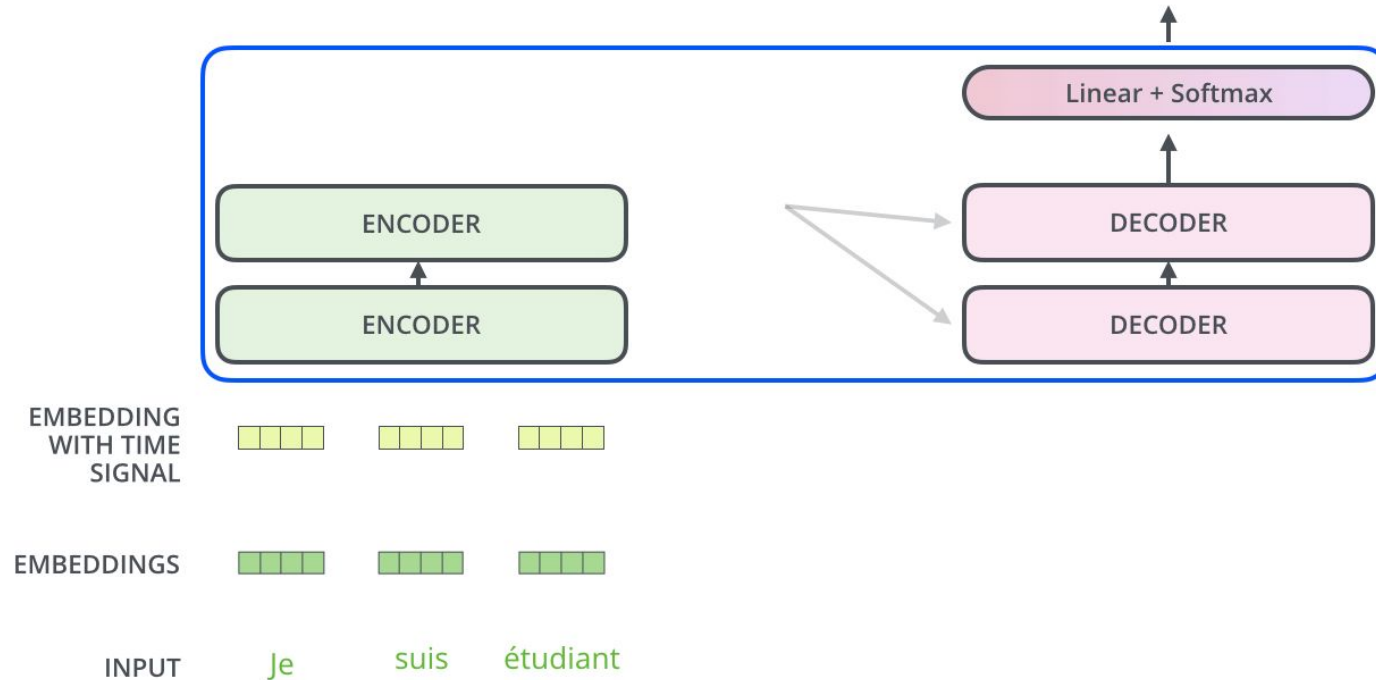 Linear + Softmax
ENCODER
DECODER
ENCODER
DECODER
EMBEDDING
WITH TIME
SIGNAL
EMBEDDINGS
INPUT Je suis étudiant